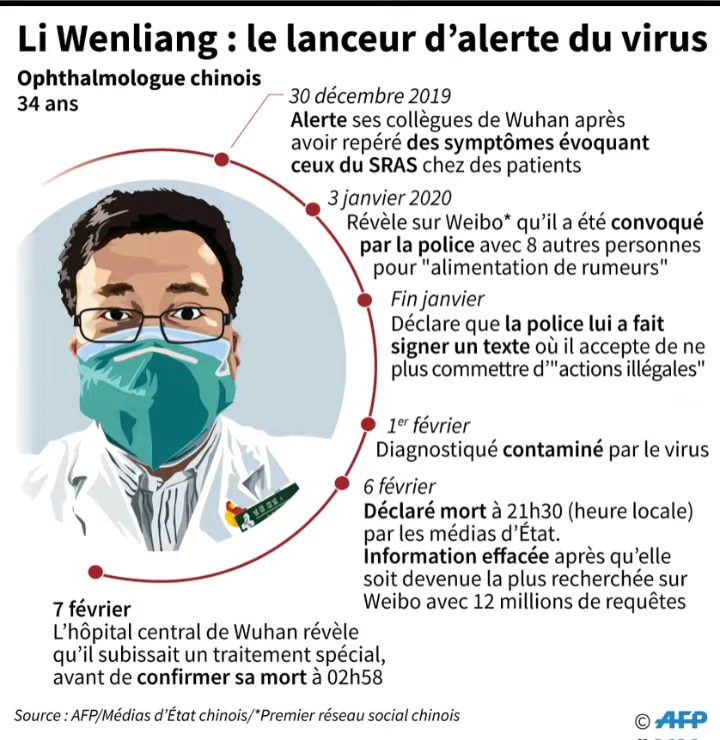 Li Wenliang : le lanceur d'alerte du virus
Ophthalmologue chinois
34 ans
30 décembre 2019
Alerte ses collègues de Wuhan après
avoir repéré des symptômes évoquant
ceux du SRAS chez des patients
3 janvier 2020
Révèle sur Weibo* qu'il a été convoqué
par la police avec 8 autres personnes
pour "alimentation de rumeurs"
Fin janvier
Déclare que la police lui a fait
signer un texte où il accepte de ne
plus commettre d'"actions illégales"
1er février
Diagnostiqué contaminé par le virus
6 février
Déclaré mort à 21h30 (heure locale)
par les médias d'État.
Information effacée après qu'elle
soit devenue la plus recherchée sur
Weibo avec 12 millions de requêtes
7 février
L'hôpital central de Wuhan révèle
qu'il subissait un traitement spécial,
avant de confirmer sa mort à 02h58
Source : AFP/Médias d'État chinois/*Premier réseau social chinois
© AFP